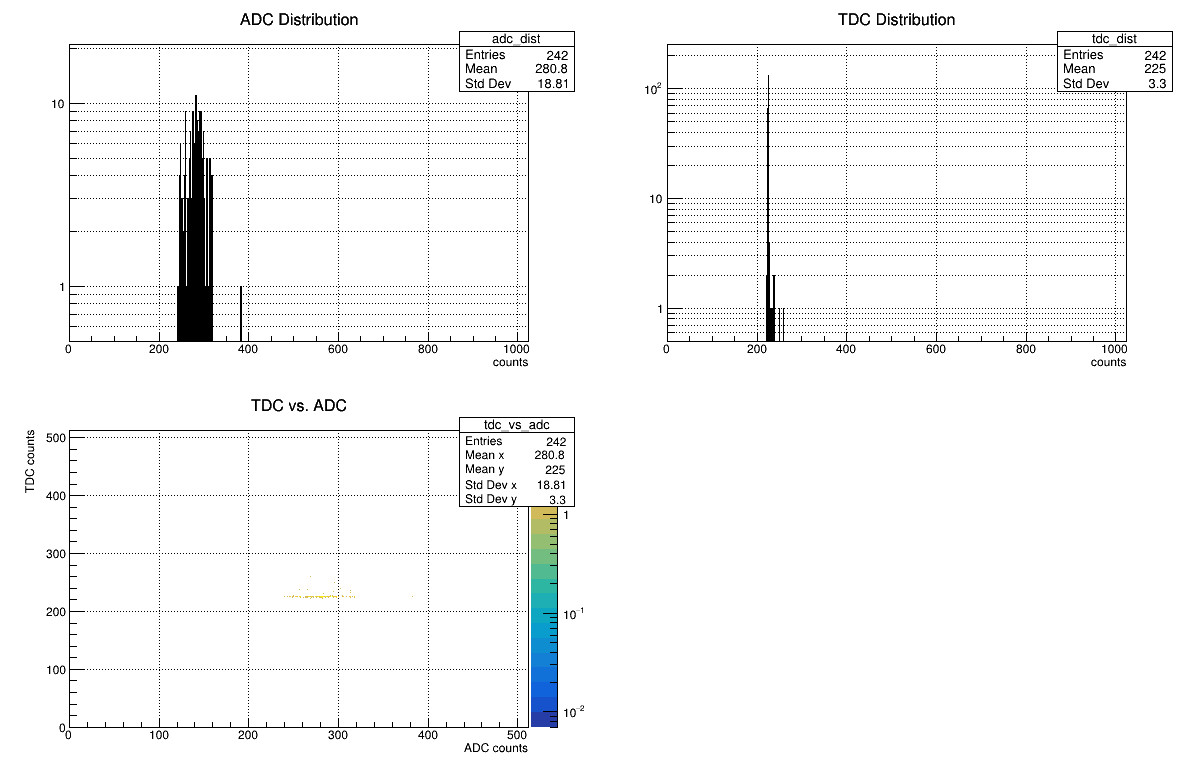 ADC Distribution
adc_dist
Entries 242
Mean 280.8
Std Dev 18.81
10
1
0 200 400 600 800 1000
counts
TDC Distribution
tdc_dist
Entries 242
Mean 225
Std Dev 3.3
10²
10
1
0 200 400 600 800 1000
counts
TDC vs. ADC
tdc_vs_adc
Entries 242
Mean x 280.8
Mean y 225
Std Dev x 18.81
Std Dev y 3.3
TDC counts
500
400
300
200
100
0
0 100 200 300 400 500
ADC counts
1
10⁻¹
10⁻²